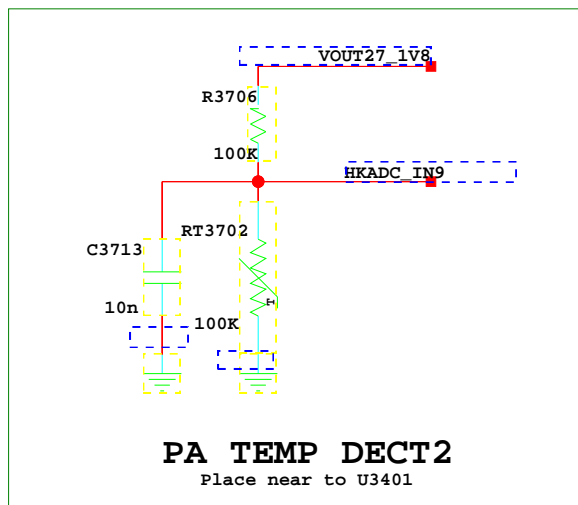 VOUT27_1V8
R3706
100K
HKADC_IN9
RT3702
C3713
T
10n
100K
PA TEMP DECT2
Place near to U3401